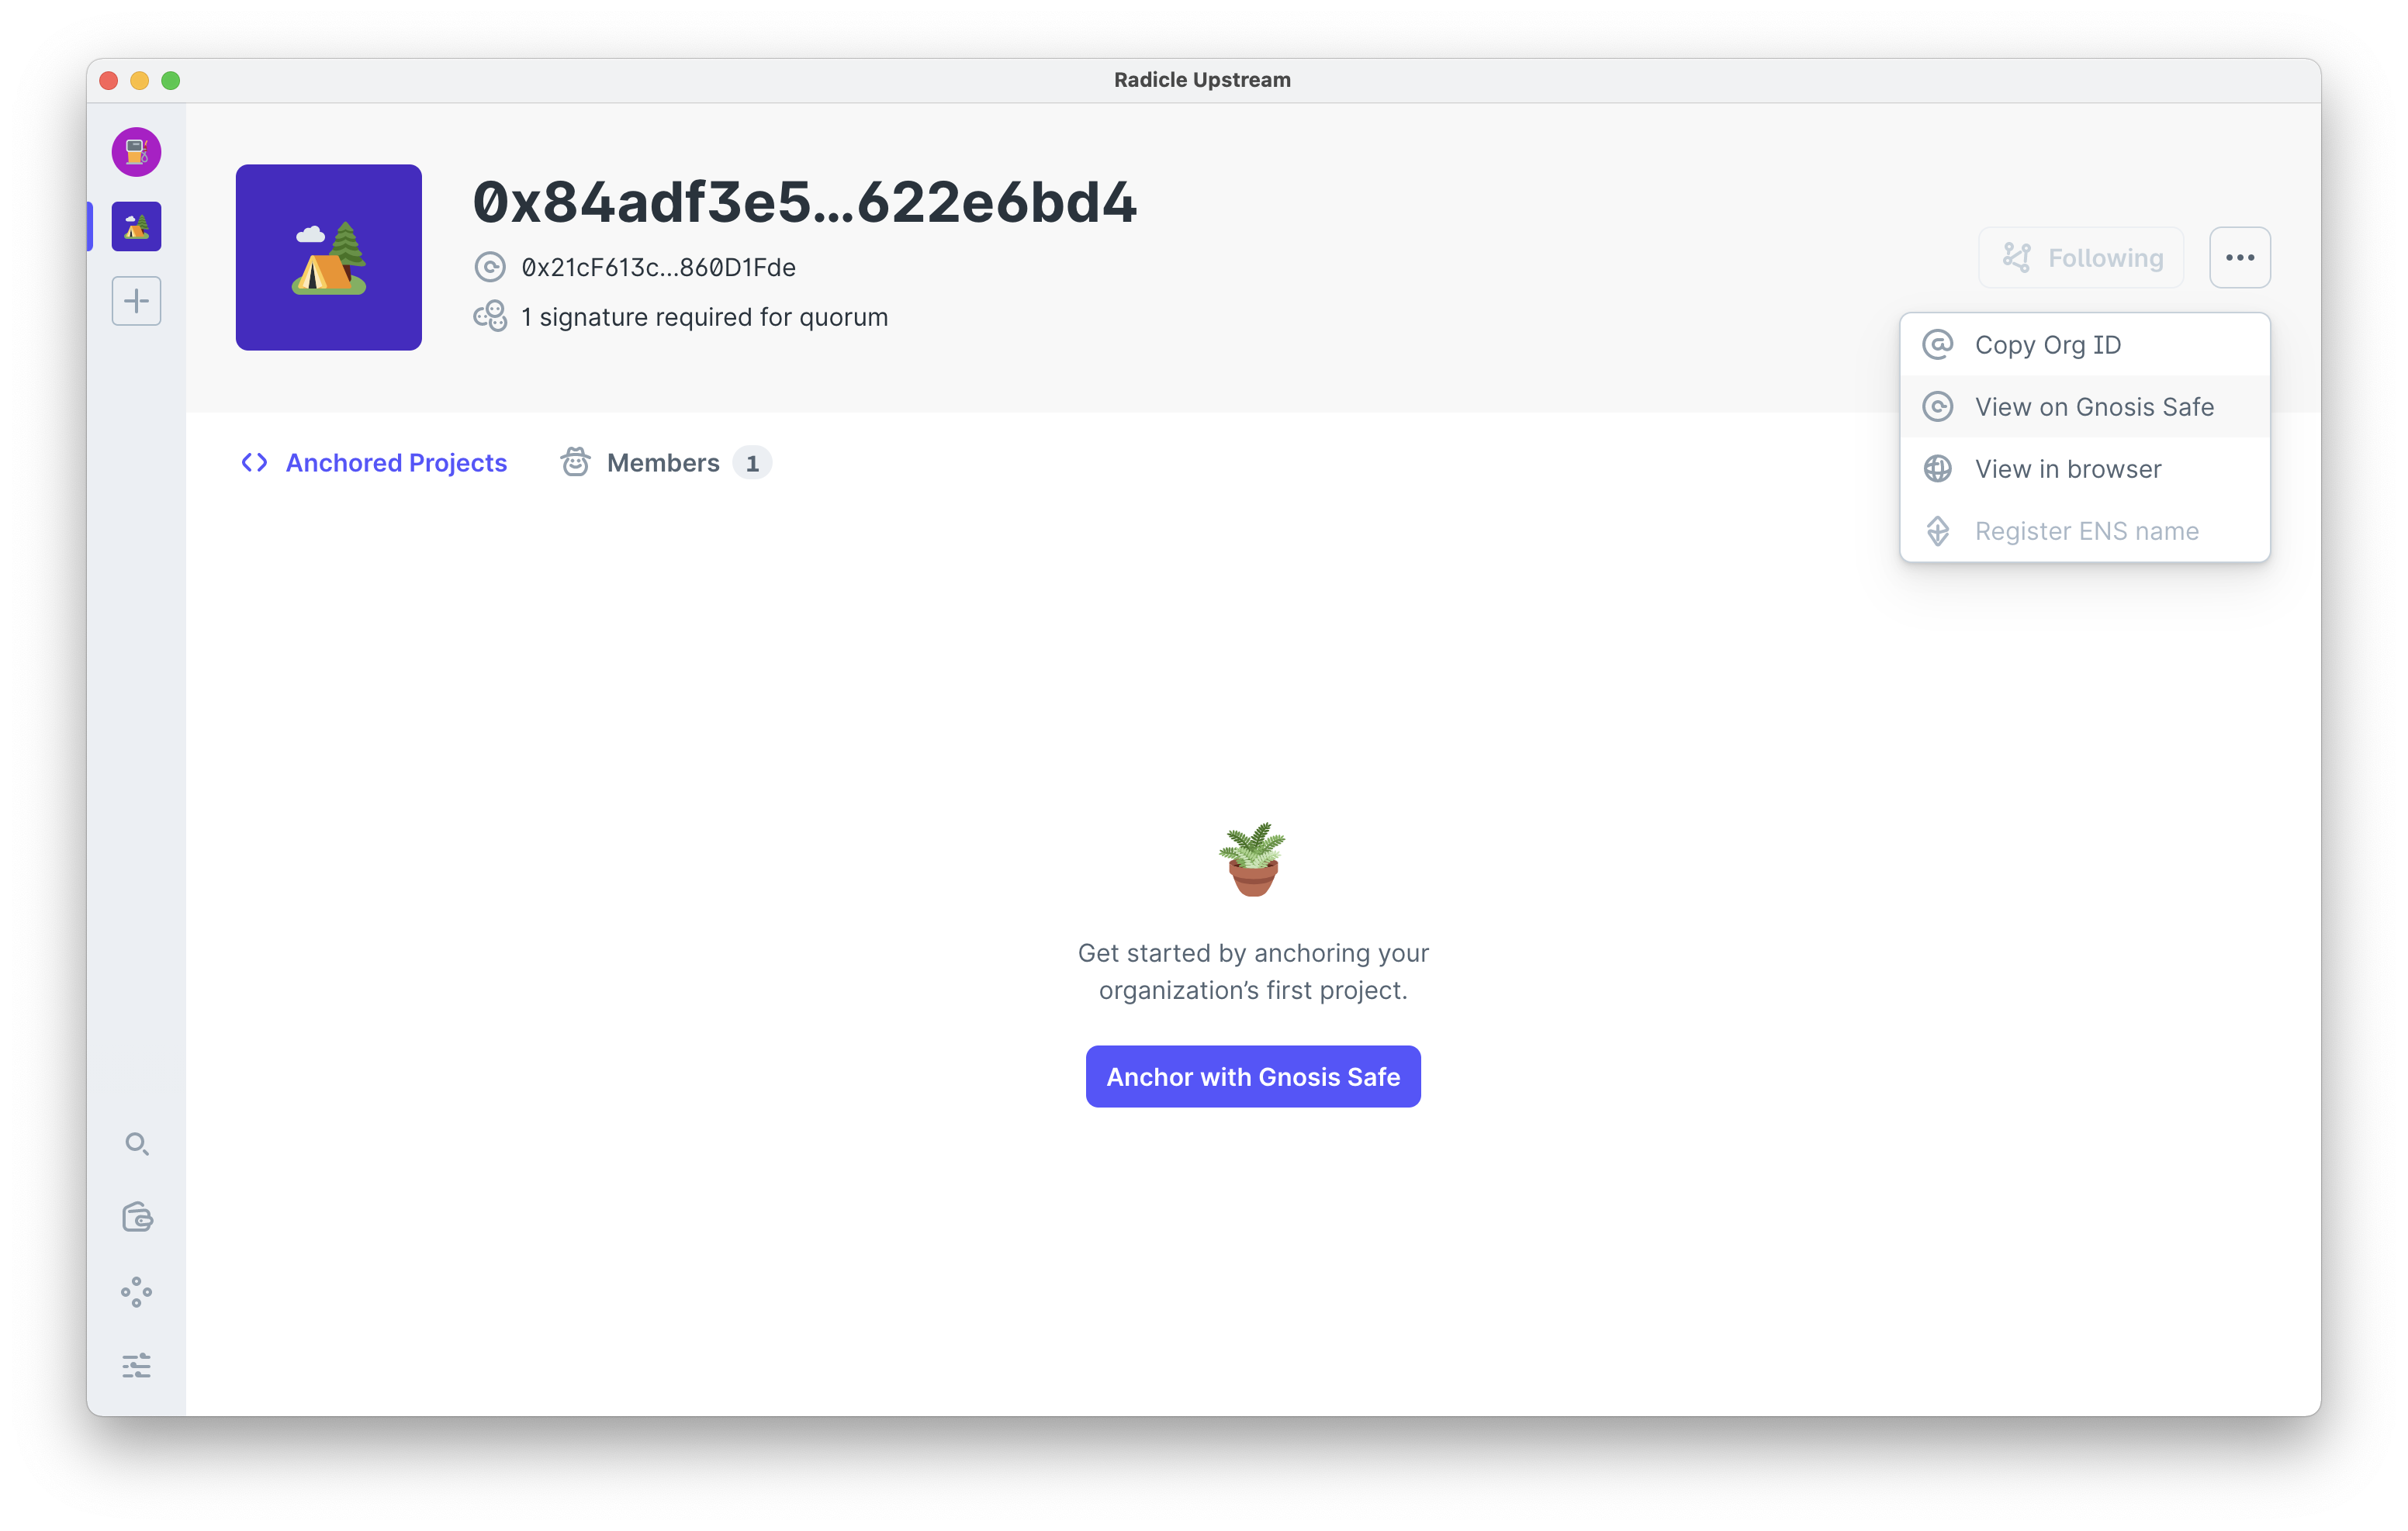 Radicle Upstream
0x84adf3e5…622e6bd4
0x21cF613c…860D1Fde
1 signature required for quorum
Following
Copy Org ID
View on Gnosis Safe
View in browser
Register ENS name
Anchored Projects
Members 1
Get started by anchoring your
organization’s first project.
Anchor with Gnosis Safe